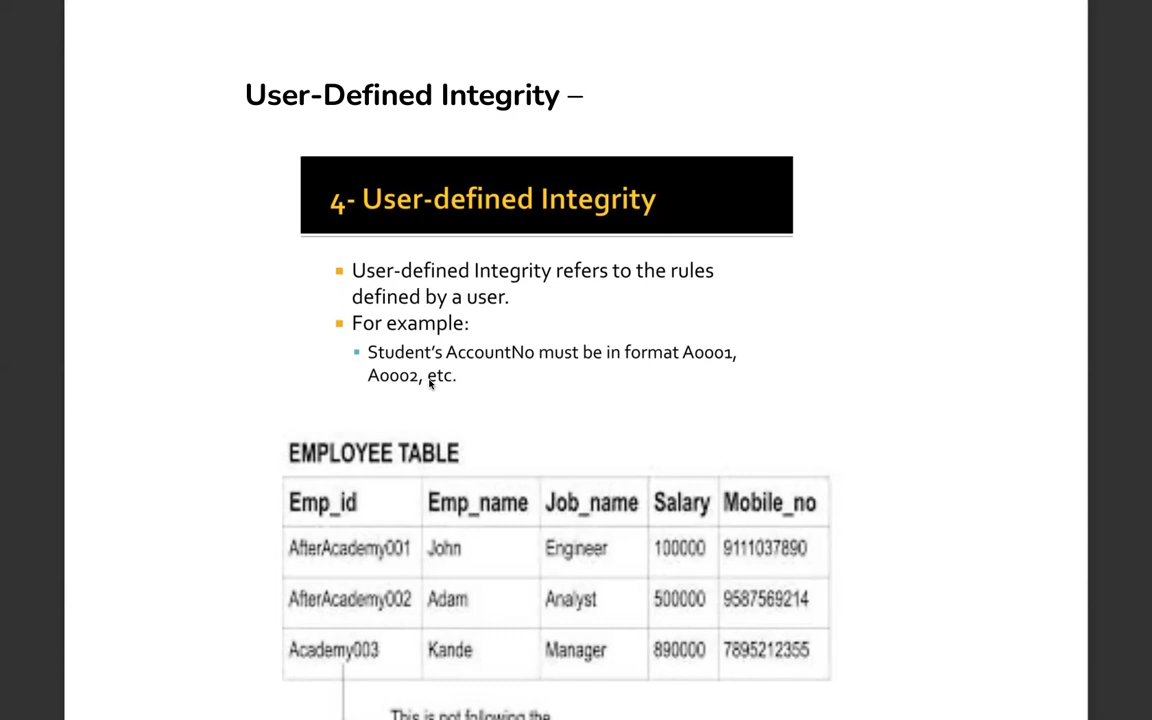 User-Defined Integrity –
4- User-defined Integrity
User-defined Integrity refers to the rules
defined by a user.
For example:
Student's AccountNo must be in format A0001,
A0002, etc.
EMPLOYEE TABLE
Emp_id Emp_name Job_name Salary Mobile_no
AfterAcademy001 John Engineer 100000 9111037890
AfterAcademy002 Adam Analyst 500000 9587569214
Academy003 Kande Manager 890000 7895212355
This is not following the